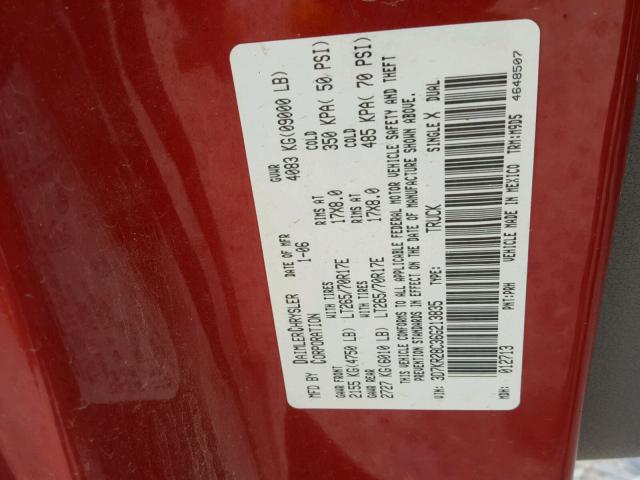 MFD BY DAIMLERCHRYSLER CORPORATION DATE OF MFR 1-06 GVWR 4083 KG(09000 LB)
GAWR FRONT WITH TIRES RIMS AT COLD
2155 KG(4750 LB) LT265/70R17E 17X8.0 350 KPA( 50 PSI)
GAWR REAR WITH TIRES RIMS AT COLD
2727 KG(6010 LB) LT265/70R17E 17X8.0 485 KPA( 70 PSI)
THIS VEHICLE CONFORMS TO ALL APPLICABLE FEDERAL MOTOR VEHICLE SAFETY AND THEFT
PREVENTION STANDARDS IN EFFECT ON THE DATE OF MANUFACTURE SHOWN ABOVE.
VIN: 3D7KR28C36G213835 TYPE: TRUCK SINGLE X DUAL
MDH: 012713 PNT:PRH VEHICLE MADE IN MEXICO TRM:M9D5
4648507